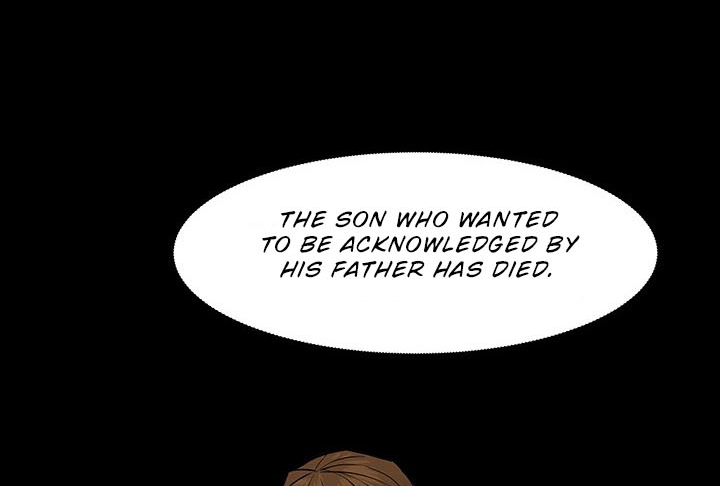 THE SON WHO WANTED
TO BE ACKNOWLEDGED BY
HIS FATHER HAS DIED.